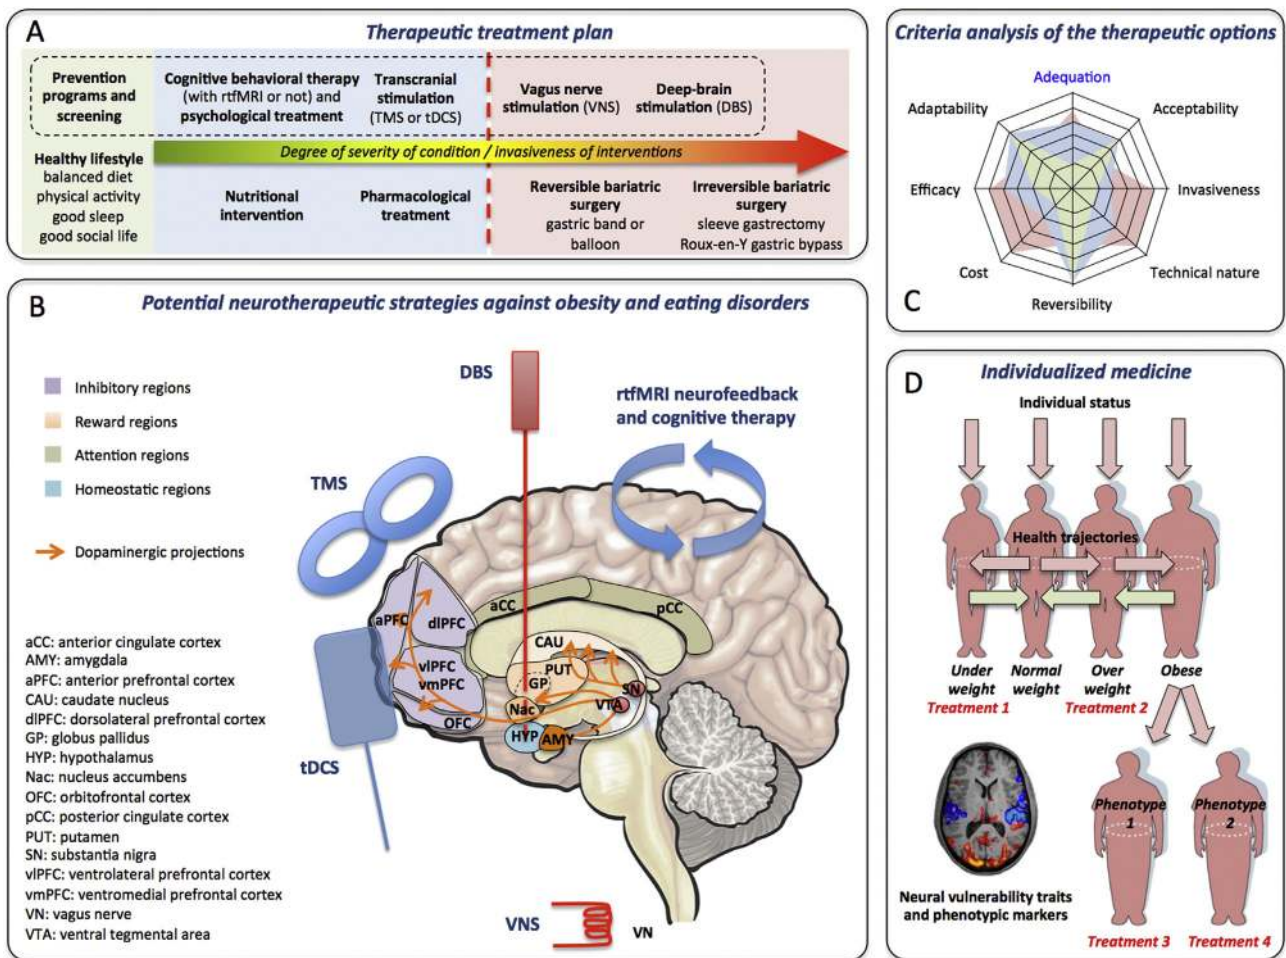 A
Therapeutic treatment plan
Prevention
programs and
screening
Cognitive behavioral therapy
(with rtfMRI or not) and
psychological treatment
Transcranial
stimulation
(TMS or tDCS)
Vagus nerve
stimulation (VNS)
Deep-brain
stimulation (DBS)
Degree of severity of condition / invasiveness of interventions
Healthy lifestyle
balanced diet
physical activity
good sleep
good social life
Nutritional
intervention
Pharmacological
treatment
Reversible bariatric
surgery
gastric band or
balloon
Irreversible bariatric
surgery
sleeve gastrectomy
Roux-en-Y gastric bypass
Criteria analysis of the therapeutic options
Adequation
Adaptability
Acceptability
Efficacy
Invasiveness
Cost
Technical nature
Reversibility
C
B
Potential neurotherapeutic strategies against obesity and eating disorders
Inhibitory regions
Reward regions
Attention regions
Homeostatic regions
Dopaminergic projections
DBS
rtfMRI neurofeedback
and cognitive therapy
TMS
tDCS
aPFC
dlPFC
vlPFC
vmPFC
OFC
aCC
pCC
CAU
PUT
GP
Nac
SN
VTA
HYP
AMY
VNS
VN
aCC: anterior cingulate cortex
AMY: amygdala
aPFC: anterior prefrontal cortex
CAU: caudate nucleus
dlPFC: dorsolateral prefrontal cortex
GP: globus pallidus
HYP: hypothalamus
Nac: nucleus accumbens
OFC: orbitofrontal cortex
pCC: posterior cingulate cortex
PUT: putamen
SN: substantia nigra
vlPFC: ventrolateral prefrontal cortex
vmPFC: ventromedial prefrontal cortex
VN: vagus nerve
VTA: ventral tegmental area
D
Individualized medicine
Individual status
Health trajectories
Under
weight
Normal
weight
Over
weight
Obese
Treatment 1
Treatment 2
Phenotype
1
Phenotype
2
Neural vulnerability traits
and phenotypic markers
Treatment 3
Treatment 4